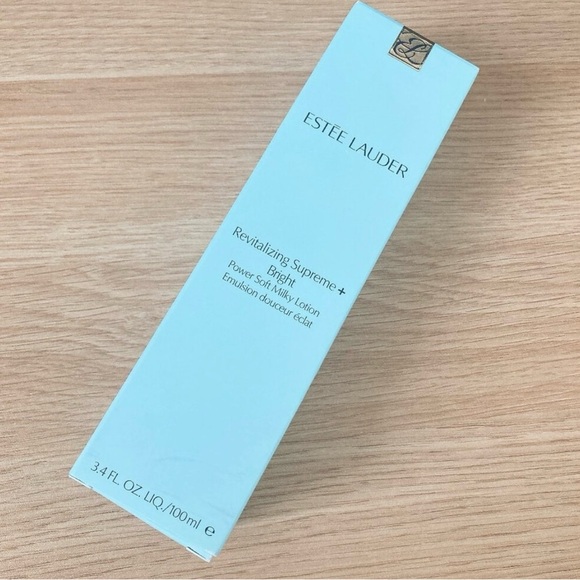 ESTĒE LAUDER
Revitalizing Supreme+
Bright
Power Soft Milky Lotion
Emulsion douceur éclat
3.4 FL. OZ. LIQ./100ml ℮